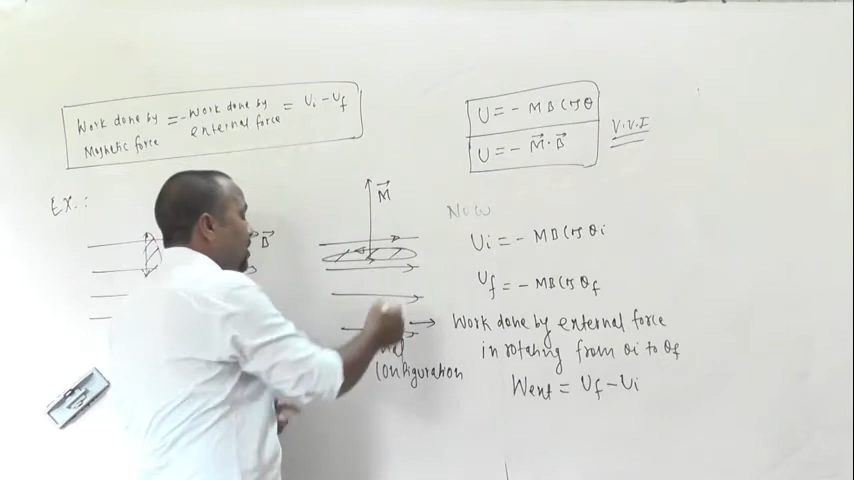 Work done by
Magnetic force
= - Work done by
external force
= Ui - Uf
U = - MB Cos θ
U = - M⃗ · B⃗
V.V.I
Ex.:
B⃗
M⃗
Configuration
Now
Ui = - MB Cos θi
Uf = - MB Cos θf
→ Work done by external force
in rotating from θi to θf
Wext = Uf - Ui